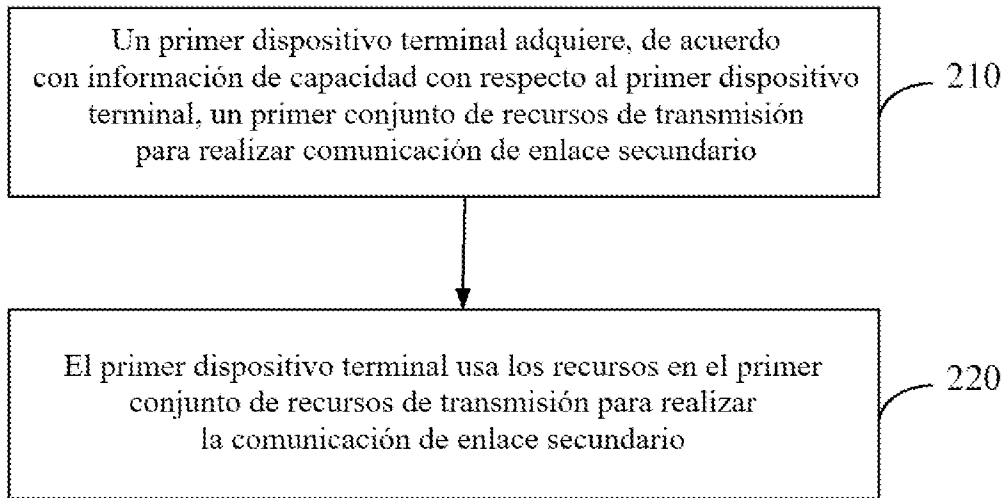 Un primer dispositivo terminal adquiere, de acuerdo
con información de capacidad con respecto al primer dispositivo
terminal, un primer conjunto de recursos de transmisión
para realizar comunicación de enlace secundario
210
El primer dispositivo terminal usa los recursos en el primer
conjunto de recursos de transmisión para realizar
la comunicación de enlace secundario
220